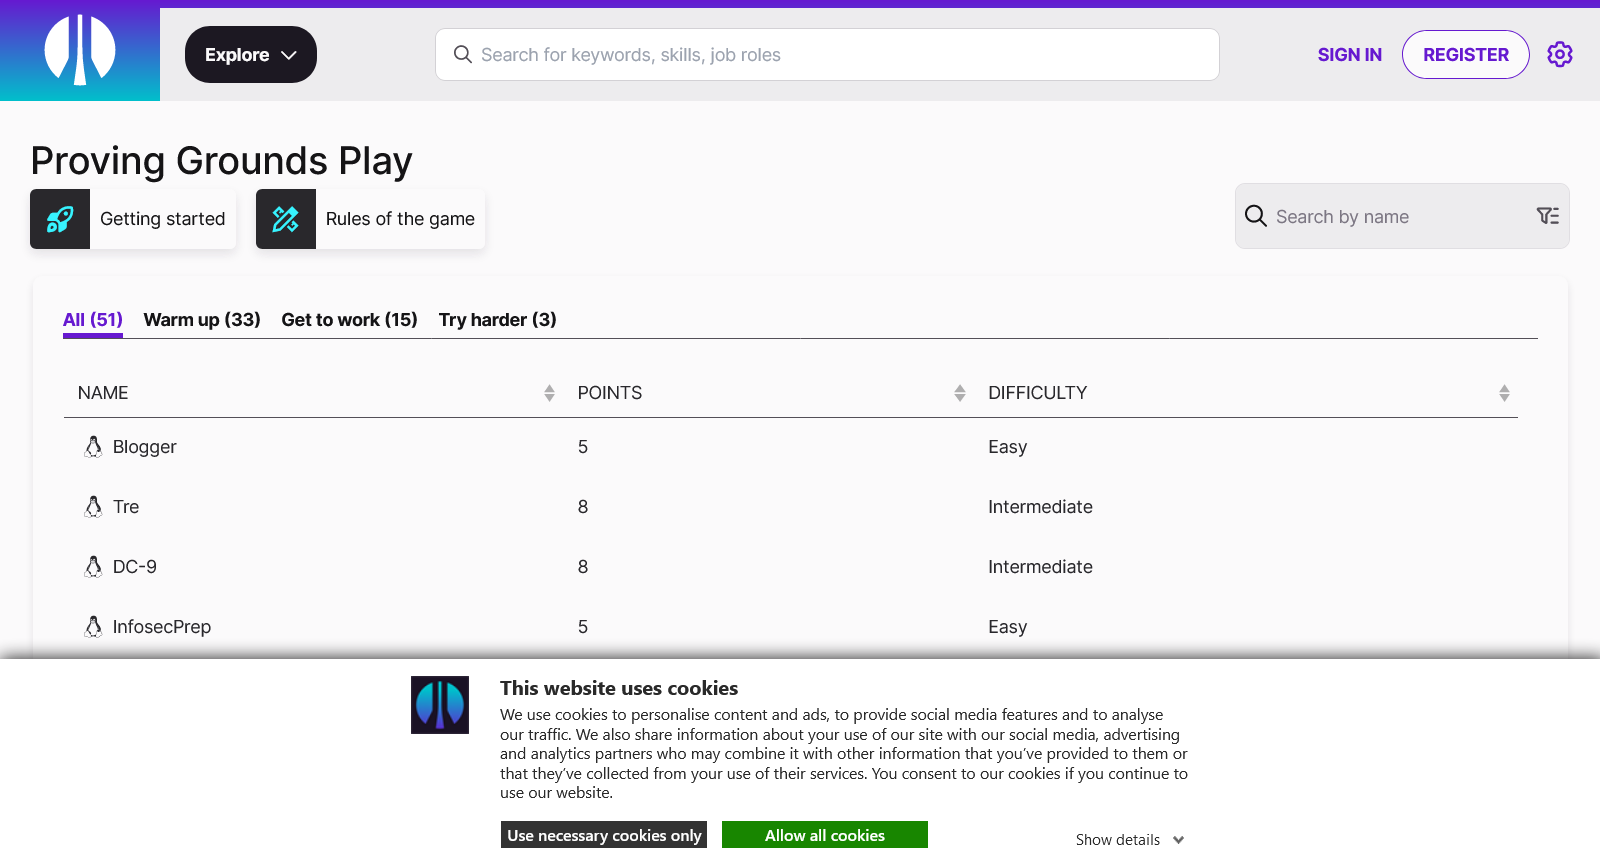 Explore
Search for keywords, skills, job roles
SIGN IN
REGISTER
Proving Grounds Play
Getting started
Rules of the game
Search by name
All (51) Warm up (33) Get to work (15) Try harder (3)
NAME POINTS DIFFICULTY
Blogger 5 Easy
Tre 8 Intermediate
DC-9 8 Intermediate
InfosecPrep 5 Easy
This website uses cookies
We use cookies to personalise content and ads, to provide social media features and to analyse
our traffic. We also share information about your use of our site with our social media, advertising
and analytics partners who may combine it with other information that you’ve provided to them or
that they’ve collected from your use of their services. You consent to our cookies if you continue to
use our website.
Use necessary cookies only
Allow all cookies
Show details